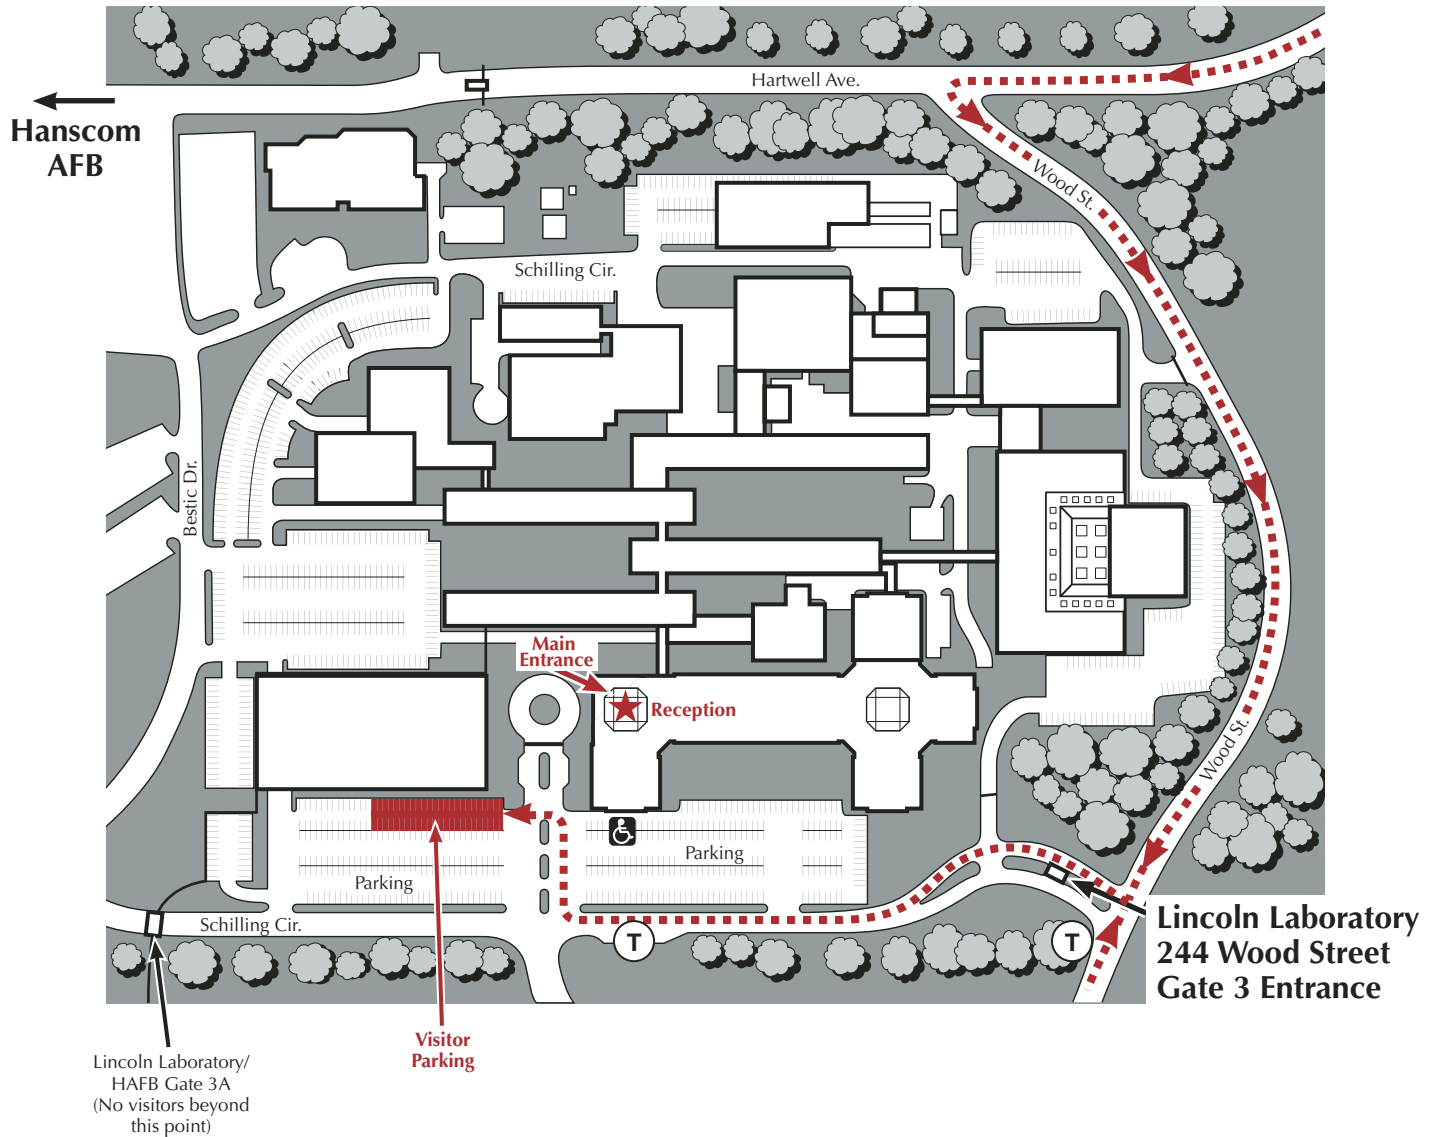 Hartwell Ave.
Hanscom
AFB
Wood St.
Schilling Cir.
Bestic Dr.
Main
Entrance
Reception
Wood St.
Parking
Parking
Schilling Cir.
T
T
Lincoln Laboratory
244 Wood Street
Gate 3 Entrance
Visitor
Parking
Lincoln Laboratory/
HAFB Gate 3A
(No visitors beyond
this point)